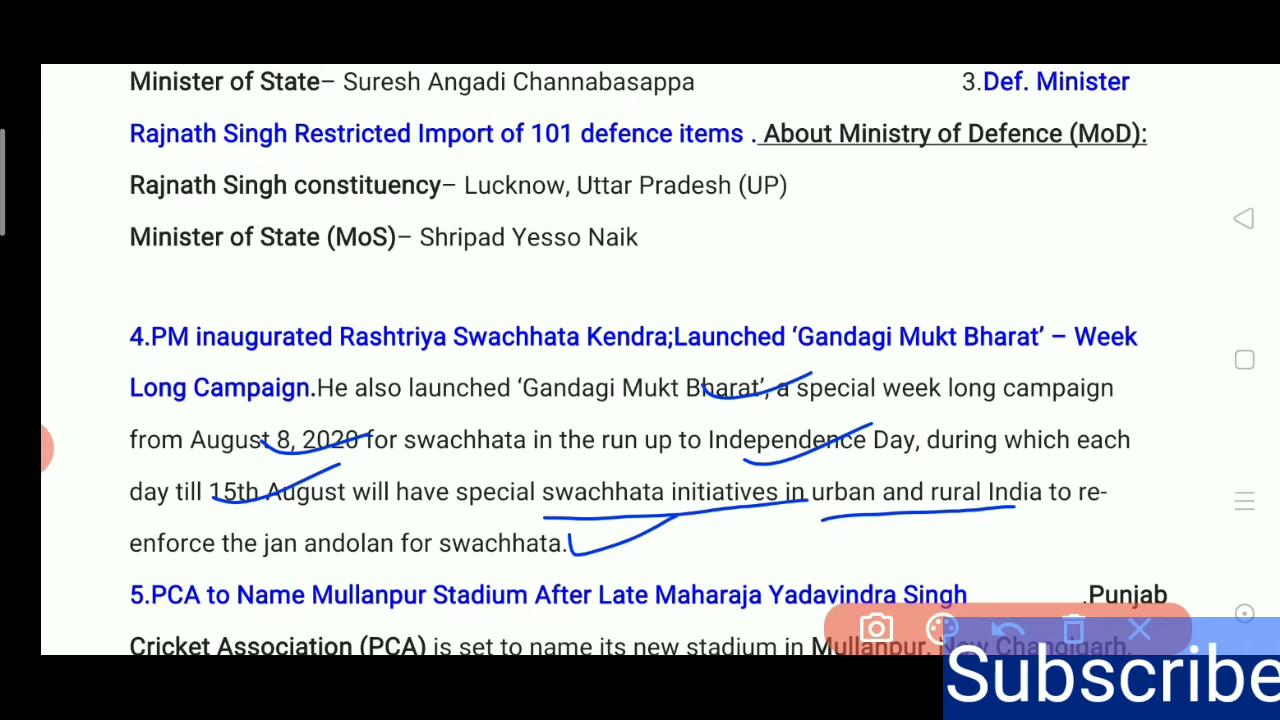 Minister of State– Suresh Angadi Channabasappa 3.Def. Minister
Rajnath Singh Restricted Import of 101 defence items . About Ministry of Defence (MoD):
Rajnath Singh constituency– Lucknow, Uttar Pradesh (UP)
Minister of State (MoS)– Shripad Yesso Naik
4.PM inaugurated Rashtriya Swachhata Kendra;Launched ‘Gandagi Mukt Bharat’ – Week
Long Campaign.He also launched ‘Gandagi Mukt Bharat’, a special week long campaign
from August 8, 2020 for swachhata in the run up to Independence Day, during which each
day till 15th August will have special swachhata initiatives in urban and rural India to re-
enforce the jan andolan for swachhata.
5.PCA to Name Mullanpur Stadium After Late Maharaja Yadavindra Singh .Punjab
Cricket Association (PCA) is set to name its new stadium in Mullanpur, New Chandigarh,
Subscribe